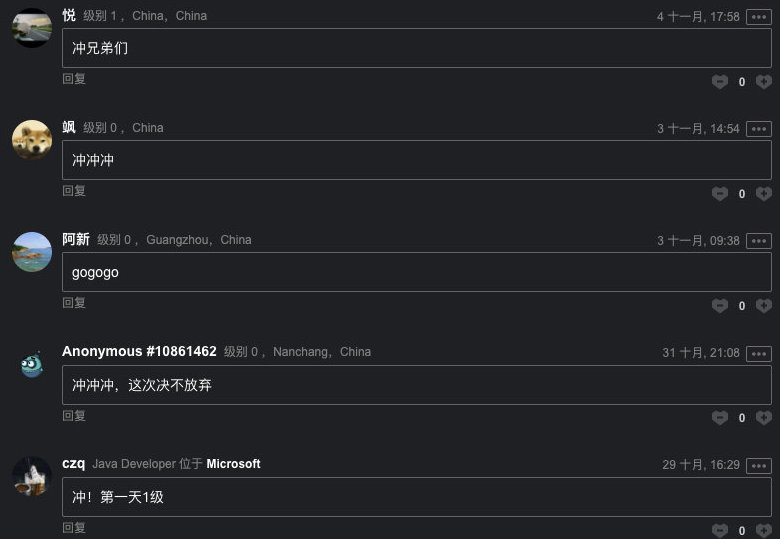 悦 级别 1 ，China，China 4 十一月, 17:58
冲兄弟们
回复 0
飒 级别 0 ，China 3 十一月, 14:54
冲冲冲
回复 0
阿新 级别 0 ，Guangzhou，China 3 十一月, 09:38
gogogo
回复 0
Anonymous #10861462 级别 0 ，Nanchang，China 31 十月, 21:08
冲冲冲，这次决不放弃
回复 0
czq Java Developer 位于 Microsoft 29 十月, 16:29
冲！第一天1级
回复 0